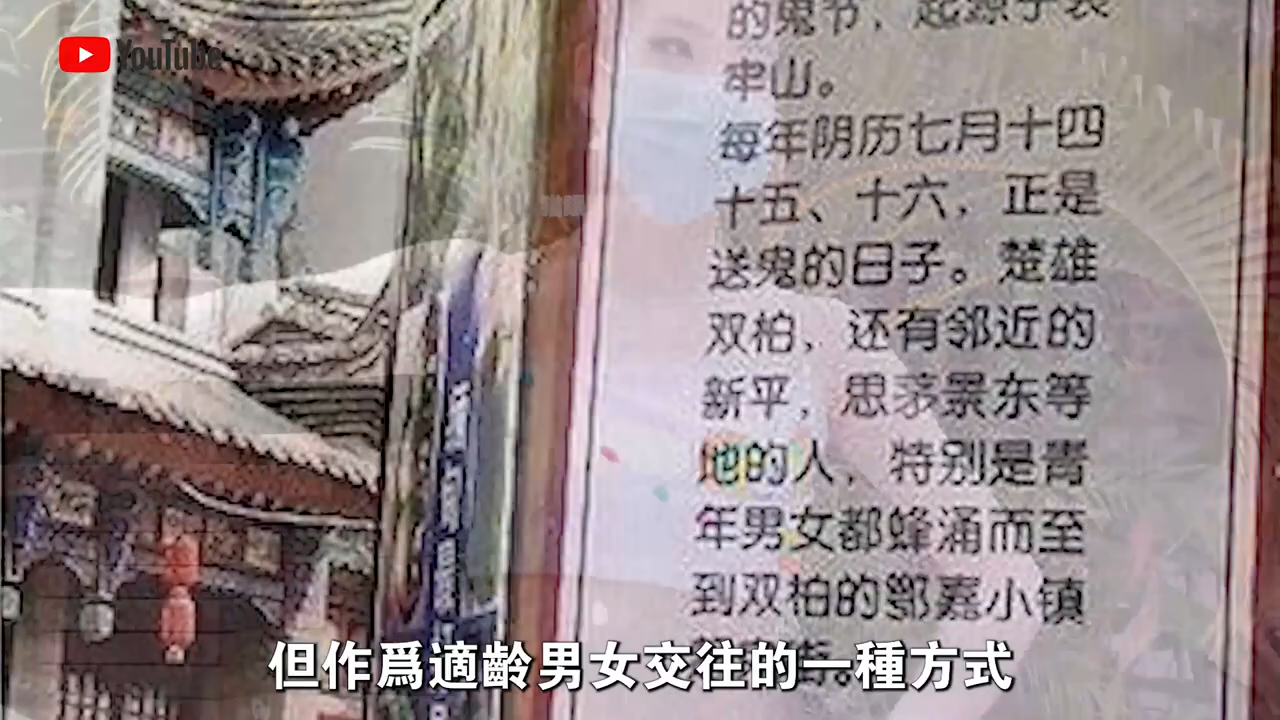 YouTube
的鬼节，起源于哀
牢山。
每年阴历七月十四
十五、十六，正是
送鬼的日子。楚雄
双柏，还有邻近的
新平，思茅景东等
地的人，特别是青
年男女都蜂涌而至
到双柏的鄂嘉小镇
街。
但作爲適齡男女交往的一種方式